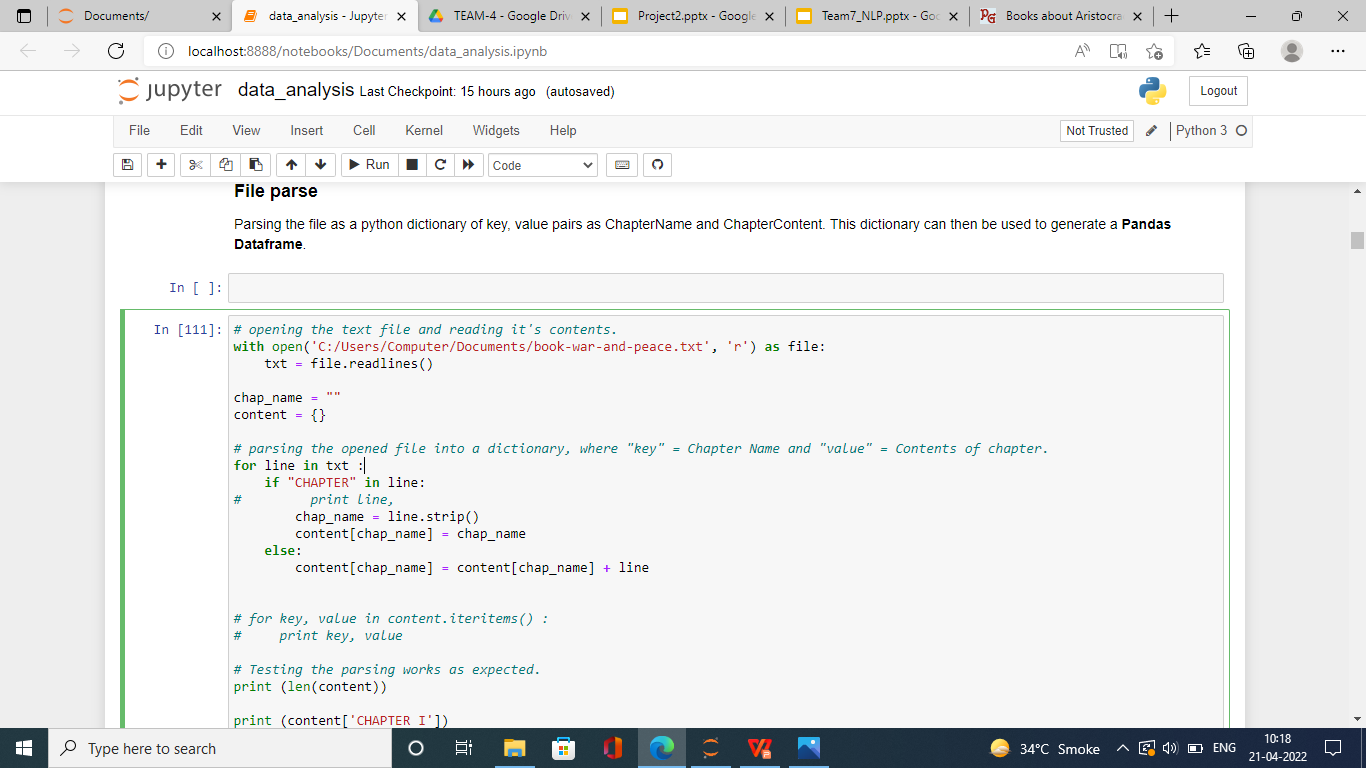 Documents/
data_analysis - Jupyter
TEAM-4 - Google Driv
Project2.pptx - Google
Team7_NLP.pptx - Goo
Books about Aristocra
localhost:8888/notebooks/Documents/data_analysis.ipynb
jupyter data_analysis Last Checkpoint: 15 hours ago (autosaved)
Logout
File Edit View Insert Cell Kernel Widgets Help
Not Trusted
Python 3
Run
Code
File parse
Parsing the file as a python dictionary of key, value pairs as ChapterName and ChapterContent. This dictionary can then be used to generate a Pandas
Dataframe.
In [ ]:
In [111]:
# opening the text file and reading it's contents.
with open('C:/Users/Computer/Documents/book-war-and-peace.txt', 'r') as file:
    txt = file.readlines()
chap_name = ""
content = {}
# parsing the opened file into a dictionary, where "key" = Chapter Name and "value" = Contents of chapter.
for line in txt :
    if "CHAPTER" in line:
#         print line,
        chap_name = line.strip()
        content[chap_name] = chap_name
    else:
        content[chap_name] = content[chap_name] + line
# for key, value in content.iteritems() :
#     print key, value
# Testing the parsing works as expected.
print (len(content))
print (content['CHAPTER I'])
Type here to search
34°C Smoke
ENG
10:18
21-04-2022